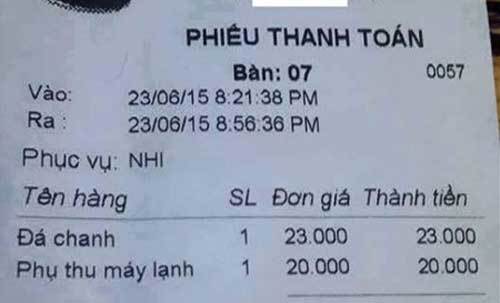 PHIẾU THANH TOÁN
Bàn: 07 0057
Vào: 23/06/15 8:21:38 PM
Ra : 23/06/15 8:56:36 PM
Phục vụ: NHI
Tên hàng SL Đơn giá Thành tiền
Đá chanh 1 23.000 23.000
Phụ thu máy lạnh 1 20.000 20.000